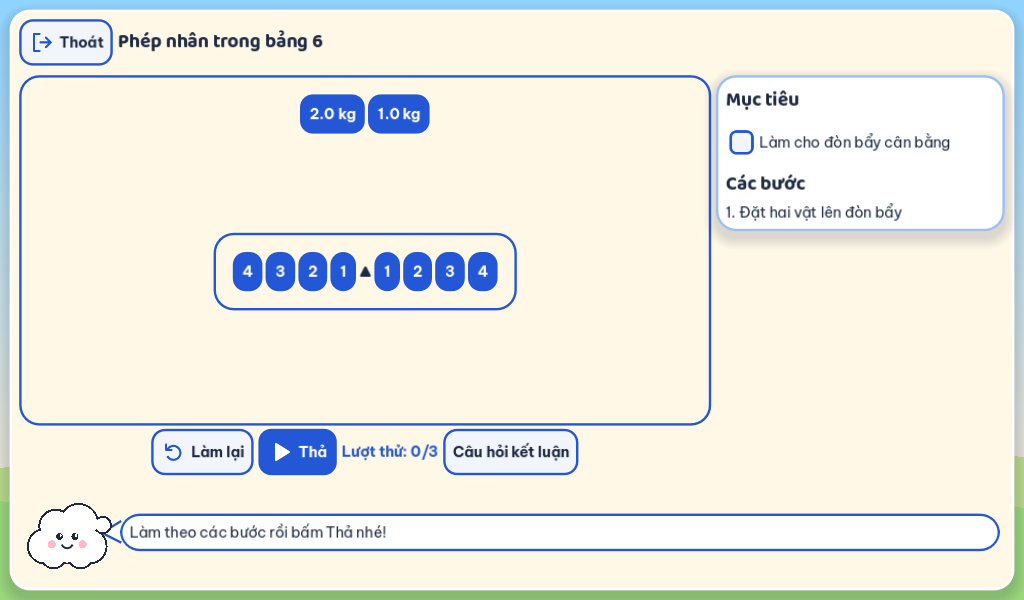 Thoát
Phép nhân trong bảng 6
2.0 kg 1.0 kg
4 3 2 1 ▲ 1 2 3 4
Làm lại
Thả
Lượt thử: 0/3
Câu hỏi kết luận
Mục tiêu
Làm cho đòn bẩy cân bằng
Các bước
1. Đặt hai vật lên đòn bẩy
Làm theo các bước rồi bấm Thả nhé!